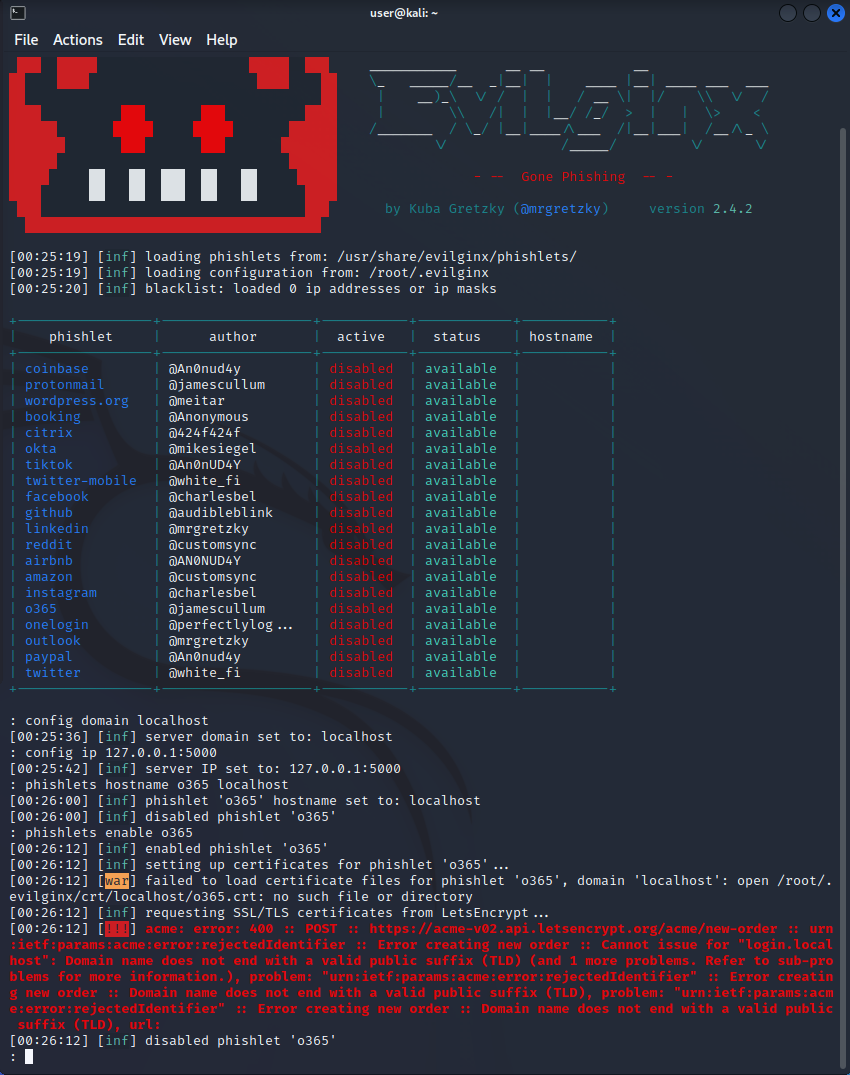 user@kali: ~
File Actions Edit View Help
Evilginx
- -- Gone Phishing -- -
by Kuba Gretzky (@mrgretzky) version 2.4.2
[00:25:19] [inf] loading phishlets from: /usr/share/evilginx/phishlets/
[00:25:19] [inf] loading configuration from: /root/.evilginx
[00:25:20] [inf] blacklist: loaded 0 ip addresses or ip masks
+-----------------+--------------------+-----------+-------------+-----------+
| phishlet | author | active | status | hostname |
+-----------------+--------------------+-----------+-------------+-----------+
| coinbase | @An0nud4y | disabled | available | |
| protonmail | @jamescullum | disabled | available | |
| wordpress.org | @meitar | disabled | available | |
| booking | @Anonymous | disabled | available | |
| citrix | @424f424f | disabled | available | |
| okta | @mikesiegel | disabled | available | |
| tiktok | @An0nUD4Y | disabled | available | |
| twitter-mobile | @white_fi | disabled | available | |
| facebook | @charlesbel | disabled | available | |
| github | @audibleblink | disabled | available | |
| linkedin | @mrgretzky | disabled | available | |
| reddit | @customsync | disabled | available | |
| airbnb | @AN0NUD4Y | disabled | available | |
| amazon | @customsync | disabled | available | |
| instagram | @charlesbel | disabled | available | |
| o365 | @jamescullum | disabled | available | |
| onelogin | @perfectlylog... | disabled | available | |
| outlook | @mrgretzky | disabled | available | |
| paypal | @An0nud4y | disabled | available | |
| twitter | @white_fi | disabled | available | |
+-----------------+--------------------+-----------+-------------+-----------+
: config domain localhost
[00:25:36] [inf] server domain set to: localhost
: config ip 127.0.0.1:5000
[00:25:42] [inf] server IP set to: 127.0.0.1:5000
: phishlets hostname o365 localhost
[00:26:00] [inf] phishlet 'o365' hostname set to: localhost
[00:26:00] [inf] disabled phishlet 'o365'
: phishlets enable o365
[00:26:12] [inf] enabled phishlet 'o365'
[00:26:12] [inf] setting up certificates for phishlet 'o365'...
[00:26:12] [war] failed to load certificate files for phishlet 'o365', domain 'localhost': open /root/.
evilginx/crt/localhost/o365.crt: no such file or directory
[00:26:12] [inf] requesting SSL/TLS certificates from LetsEncrypt...
[00:26:12] [!!!] acme: error: 400 :: POST :: https://acme-v02.api.letsencrypt.org/acme/new-order :: urn
:ietf:params:acme:error:rejectedIdentifier :: Error creating new order :: Cannot issue for "login.local
host": Domain name does not end with a valid public suffix (TLD) (and 1 more problems. Refer to sub-pro
blems for more information.), problem: "urn:ietf:params:acme:error:rejectedIdentifier" :: Error creatin
g new order :: Domain name does not end with a valid public suffix (TLD), problem: "urn:ietf:params:acm
e:error:rejectedIdentifier" :: Error creating new order :: Domain name does not end with a valid public
suffix (TLD), url:
[00:26:12] [inf] disabled phishlet 'o365'
: